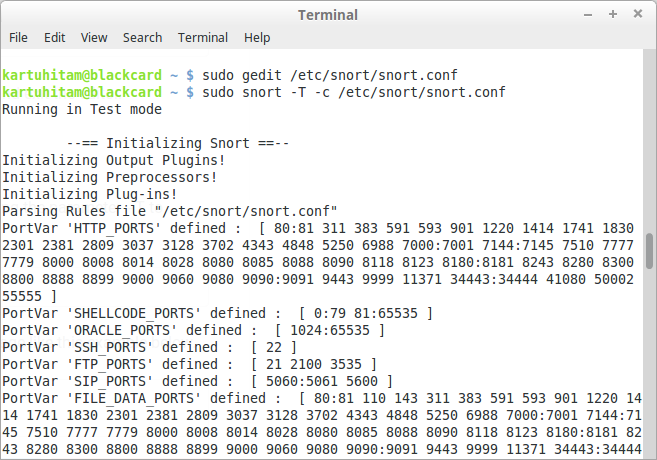 Terminal
File Edit View Search Terminal Help
kartuhitam@blackcard ~ $ sudo gedit /etc/snort/snort.conf
kartuhitam@blackcard ~ $ sudo snort -T -c /etc/snort/snort.conf
Running in Test mode
--== Initializing Snort ==--
Initializing Output Plugins!
Initializing Preprocessors!
Initializing Plug-ins!
Parsing Rules file "/etc/snort/snort.conf"
PortVar 'HTTP_PORTS' defined :  [ 80:81 311 383 591 593 901 1220 1414 1741 1830
2301 2381 2809 3037 3128 3702 4343 4848 5250 6988 7000:7001 7144:7145 7510 7777
7779 8000 8008 8014 8028 8080 8085 8088 8090 8118 8123 8180:8181 8243 8280 8300
8800 8888 8899 9000 9060 9080 9090:9091 9443 9999 11371 34443:34444 41080 50002
55555 ]
PortVar 'SHELLCODE_PORTS' defined :  [ 0:79 81:65535 ]
PortVar 'ORACLE_PORTS' defined :  [ 1024:65535 ]
PortVar 'SSH_PORTS' defined :  [ 22 ]
PortVar 'FTP_PORTS' defined :  [ 21 2100 3535 ]
PortVar 'SIP_PORTS' defined :  [ 5060:5061 5600 ]
PortVar 'FILE_DATA_PORTS' defined :  [ 80:81 110 143 311 383 591 593 901 1220 14
14 1741 1830 2301 2381 2809 3037 3128 3702 4343 4848 5250 6988 7000:7001 7144:71
45 7510 7777 7779 8000 8008 8014 8028 8080 8085 8088 8090 8118 8123 8180:8181 82
43 8280 8300 8800 8888 8899 9000 9060 9080 9090:9091 9443 9999 11371 34443:34444